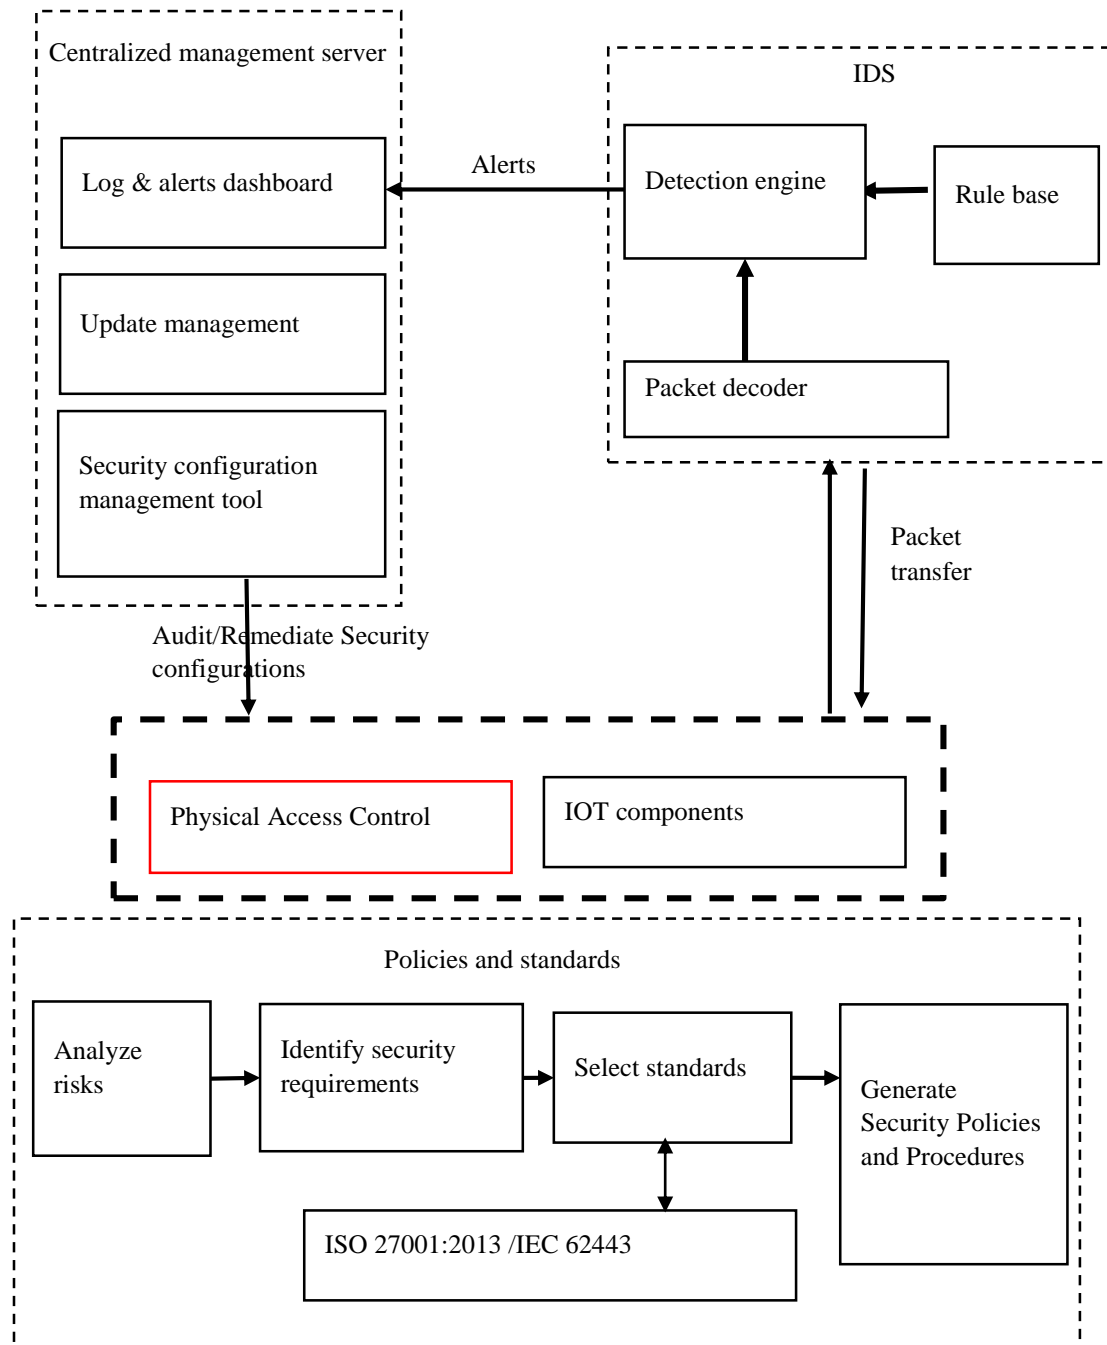 Centralized management server
IDS
Log & alerts dashboard
Alerts
Detection engine
Rule base
Update management
Packet decoder
Security configuration
management tool
Packet
transfer
Audit/Remediate Security
configurations
Physical Access Control
IOT components
Policies and standards
Analyze
risks
Identify security
requirements
Select standards
Generate
Security Policies
and Procedures
ISO 27001:2013 /IEC 62443